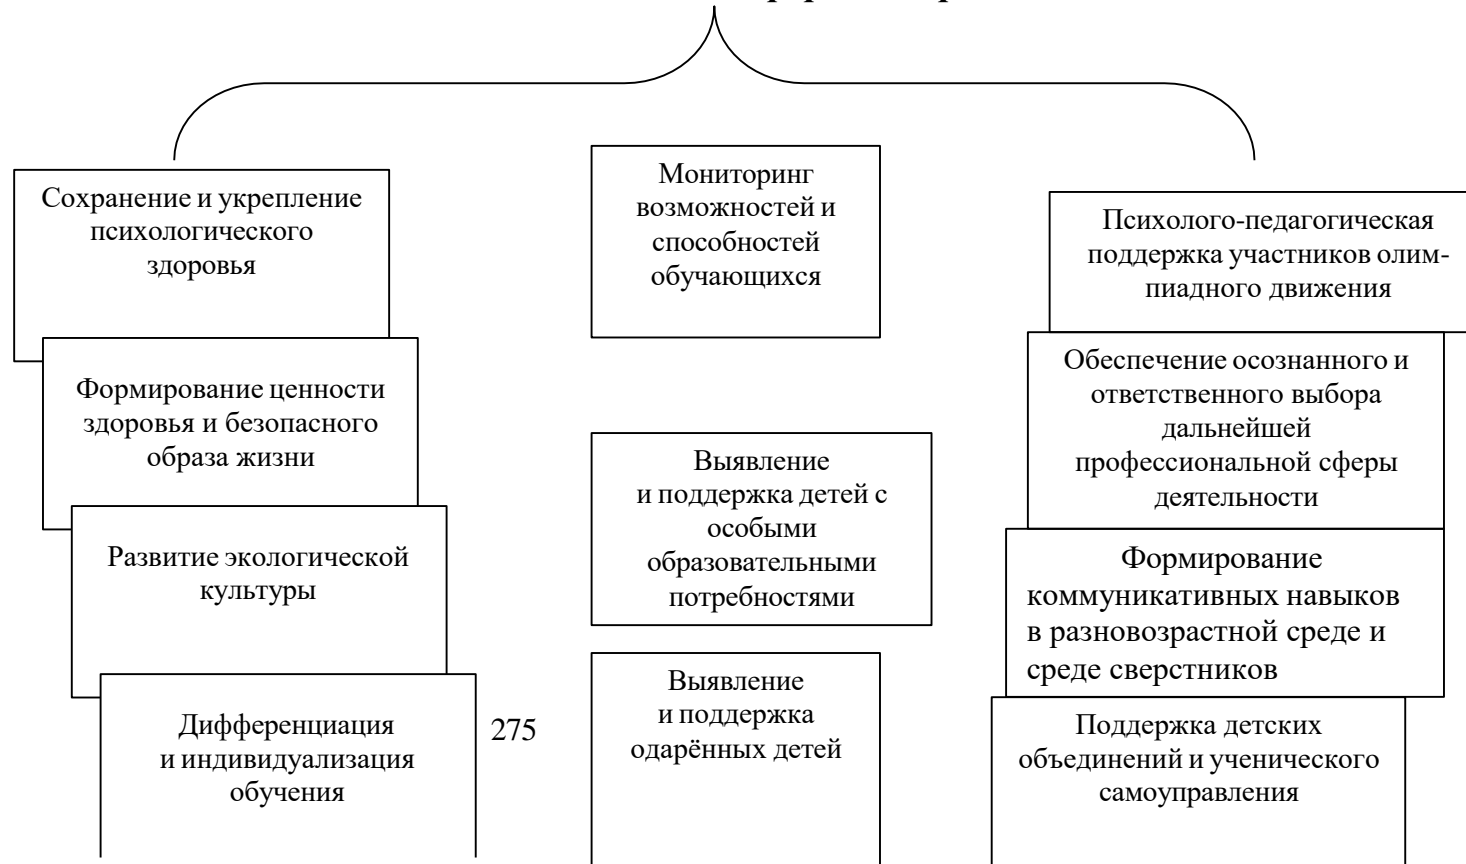 Сохранение и укрепление
психологического
здоровья
Формирование ценности
здоровья и безопасного
образа жизни
Развитие экологической
культуры
Дифференциация
и индивидуализация
обучения
275
Мониторинг
возможностей и
способностей
обучающихся
Выявление
и поддержка детей с
особыми
образовательными
потребностями
Выявление
и поддержка
одарённых детей
Психолого-педагогическая
поддержка участников олим-
пиадного движения
Обеспечение осознанного и
ответственного выбора
дальнейшей
профессиональной сферы
деятельности
Формирование
коммуникативных навыков
в разновозрастной среде и
среде сверстников
Поддержка детских
объединений и ученического
самоуправления